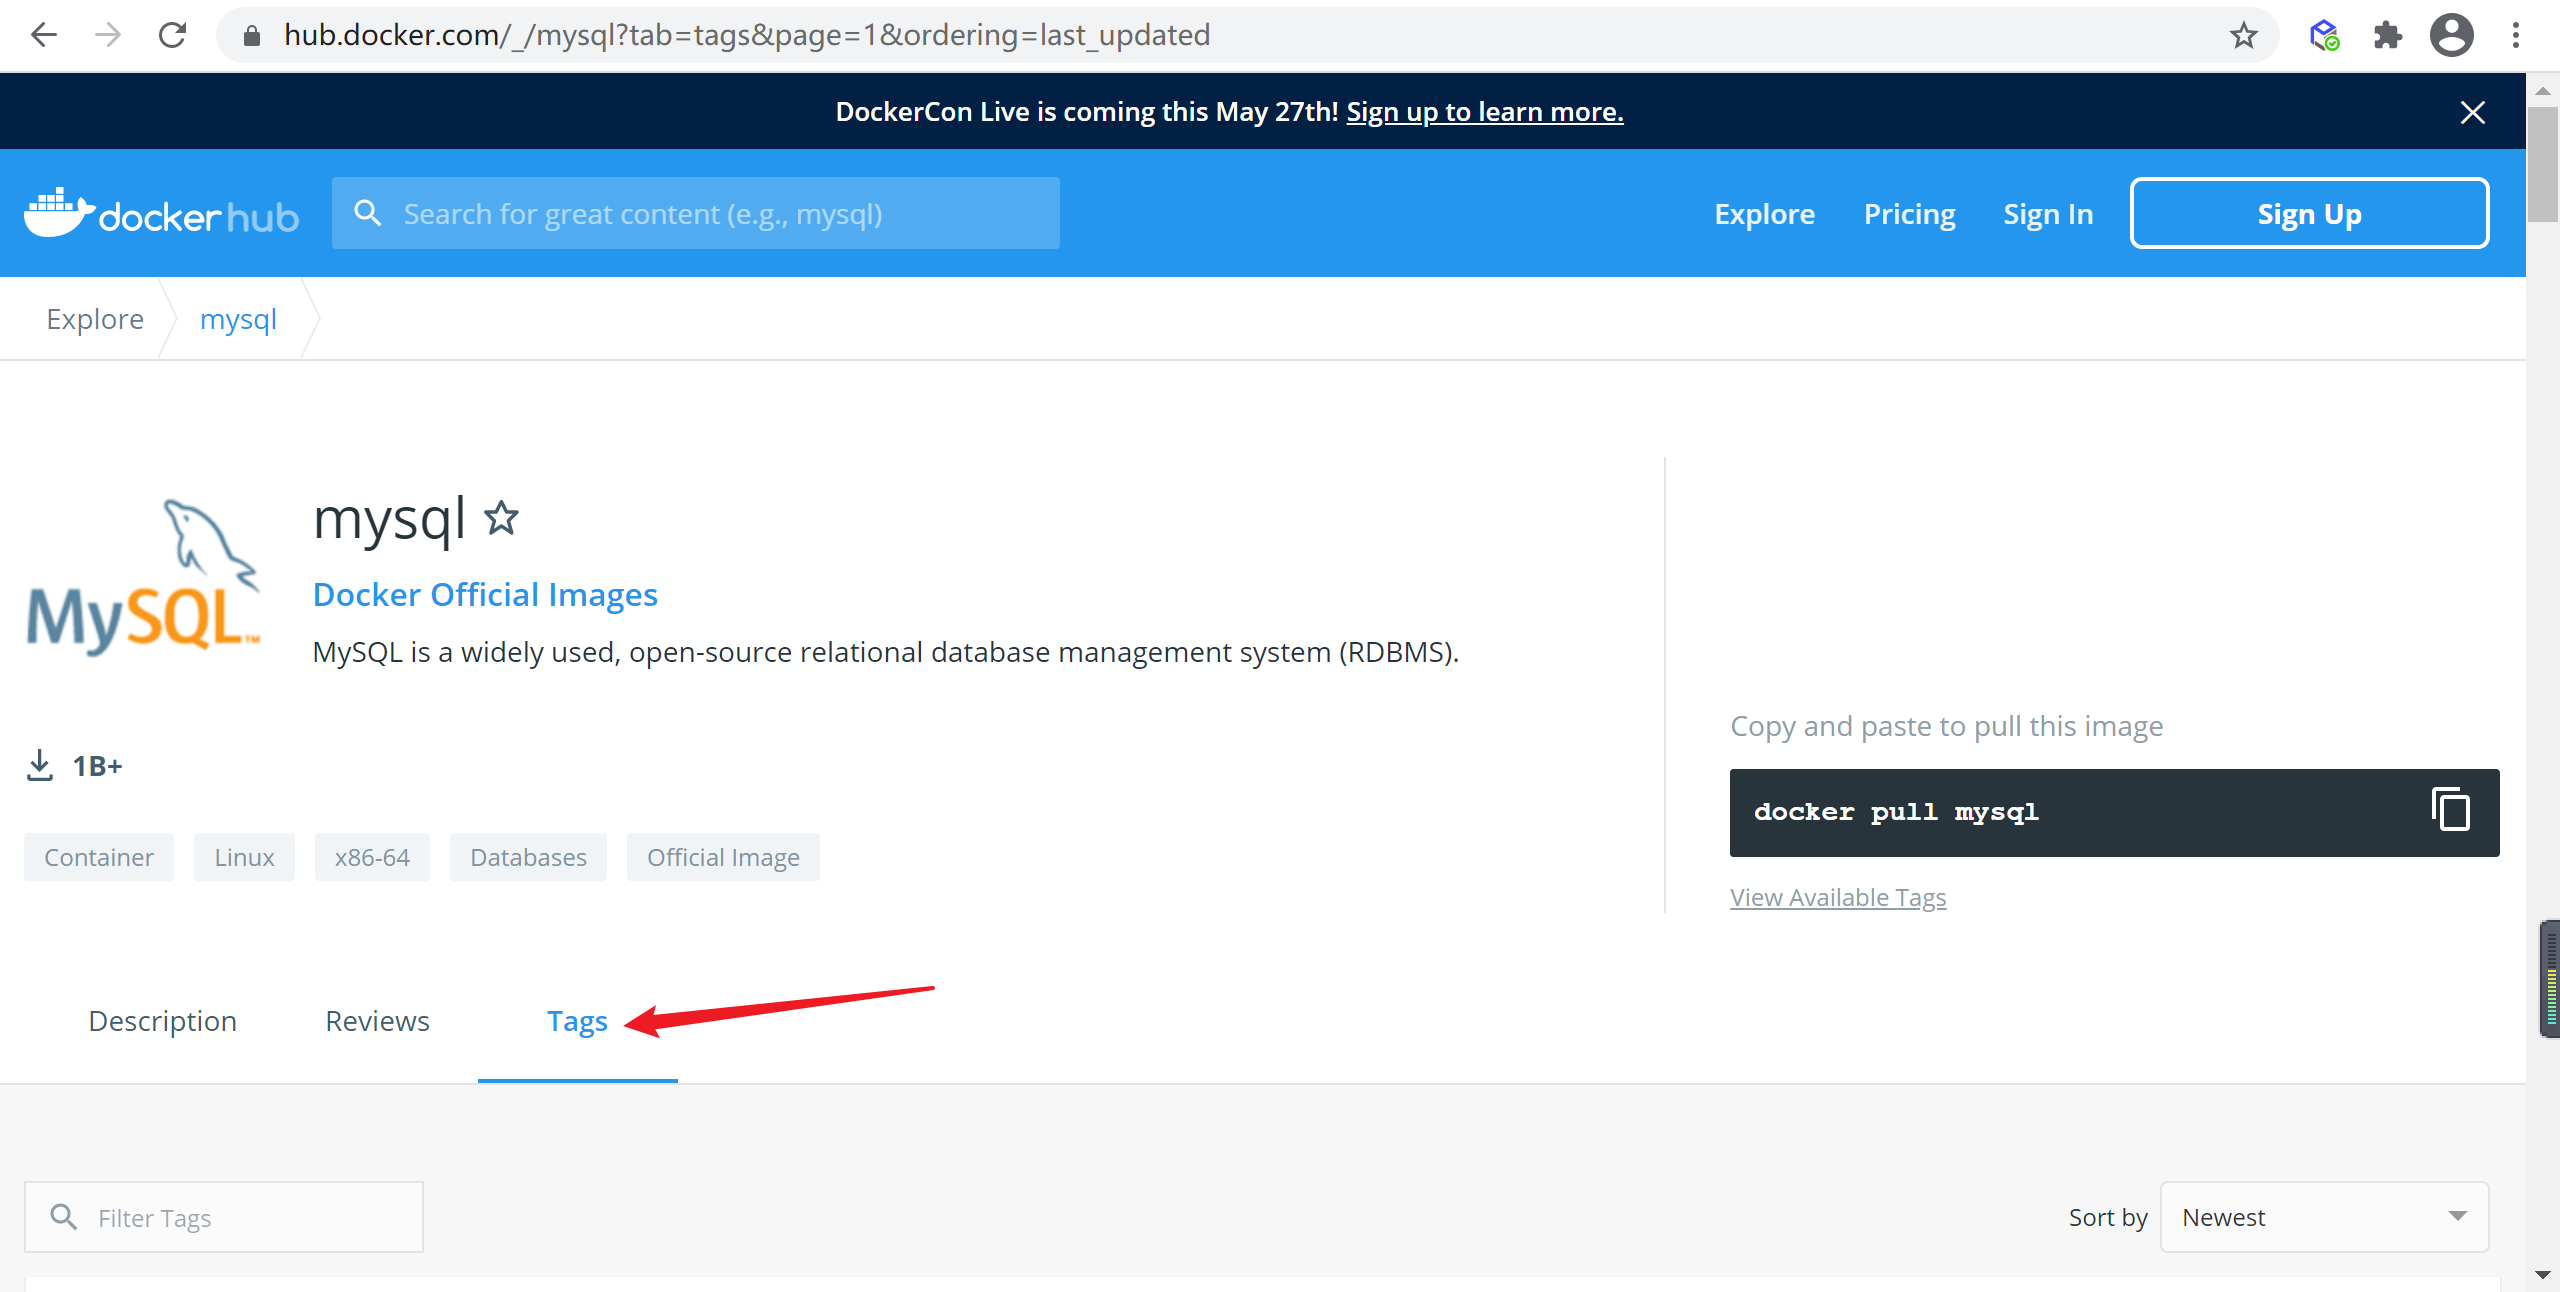 hub.docker.com/_/mysql?tab=tags&page=1&ordering=last_updated
DockerCon Live is coming this May 27th! Sign up to learn more.
dockerhub
Search for great content (e.g., mysql)
Explore
Pricing
Sign In
Sign Up
Explore
mysql
MySQL™
mysql
Docker Official Images
MySQL is a widely used, open-source relational database management system (RDBMS).
1B+
Container
Linux
x86-64
Databases
Official Image
Copy and paste to pull this image
docker pull mysql
View Available Tags
Description
Reviews
Tags
Filter Tags
Sort by
Newest